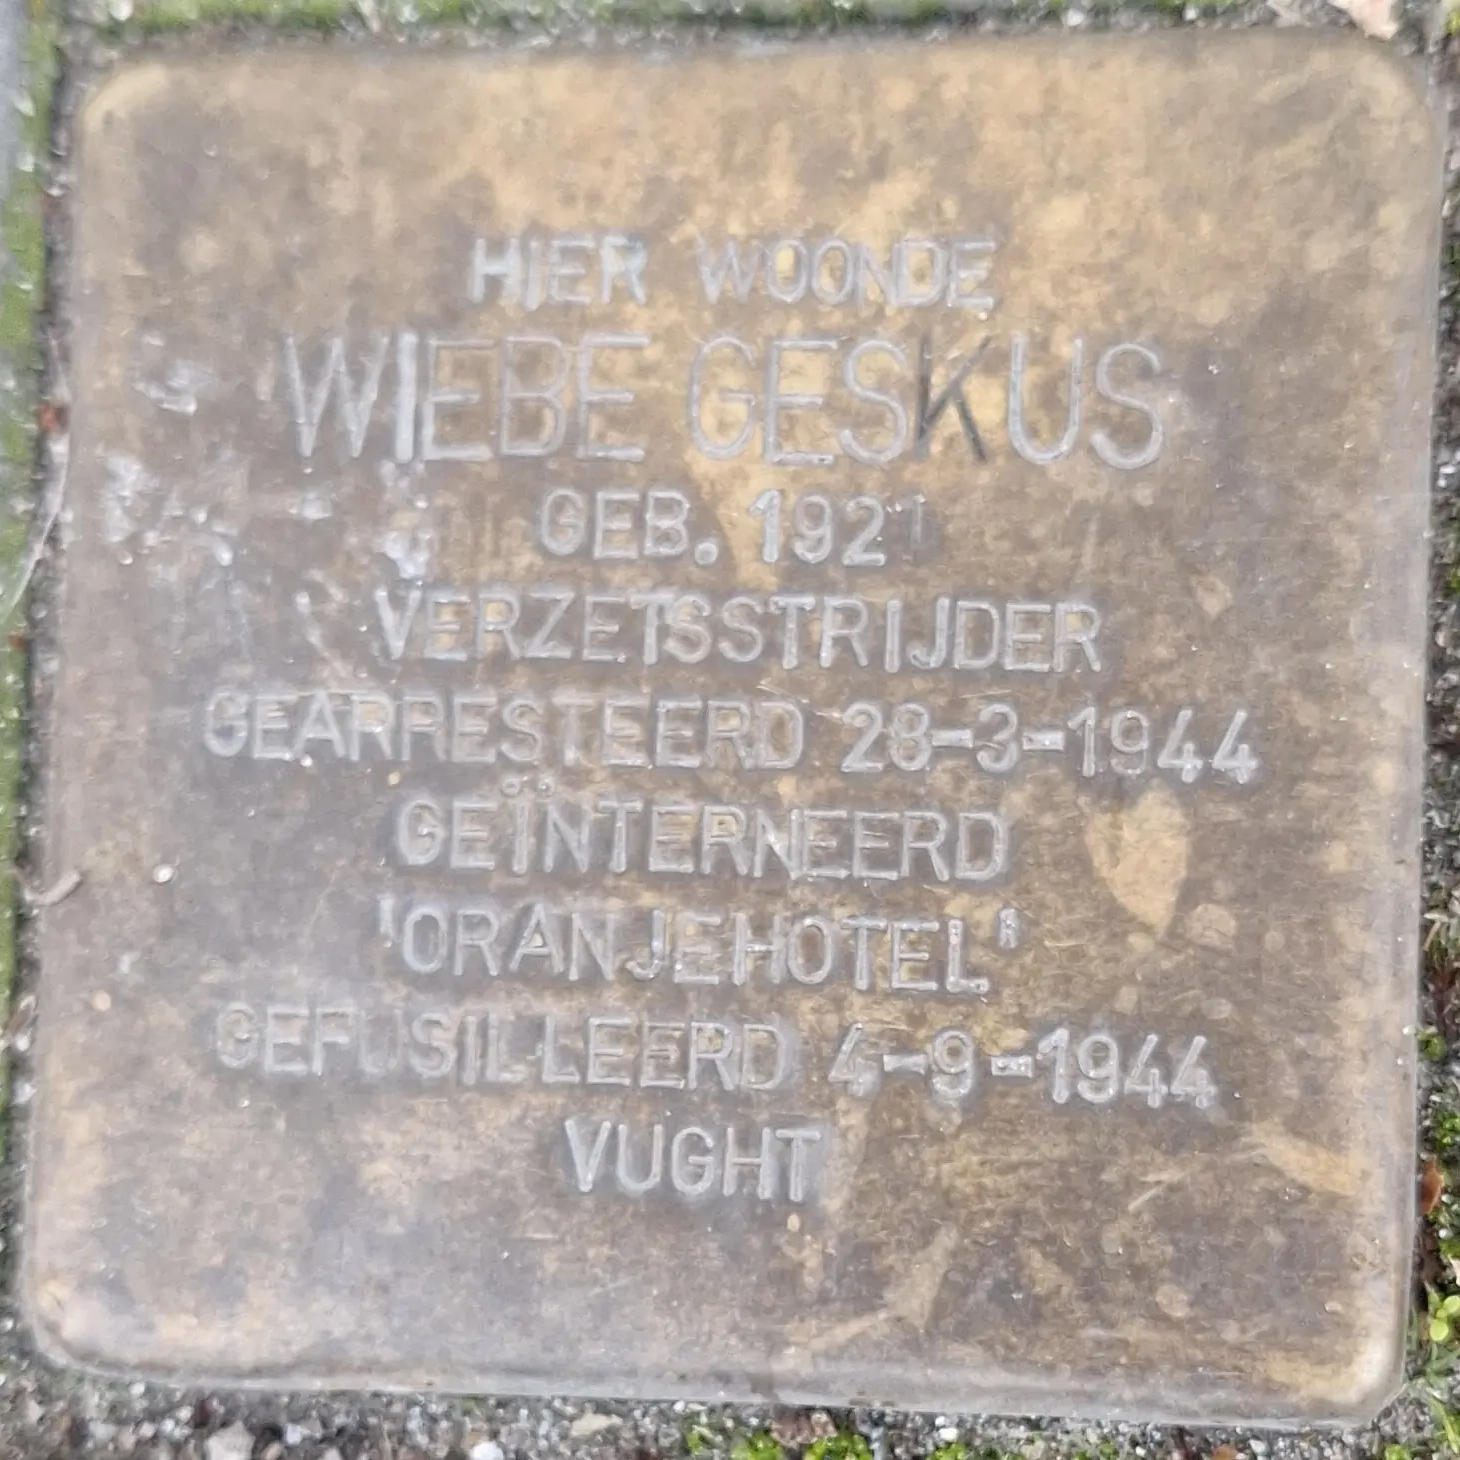 HIER WOONDE
WIEBE GESKUS
GEB. 1921
VERZETSSTRIJDER
GEARRESTEERD 28-3-1944
GEÏNTERNEERD
'ORANJEHOTEL'
GEFUSILLEERD 4-9-1944
VUGHT